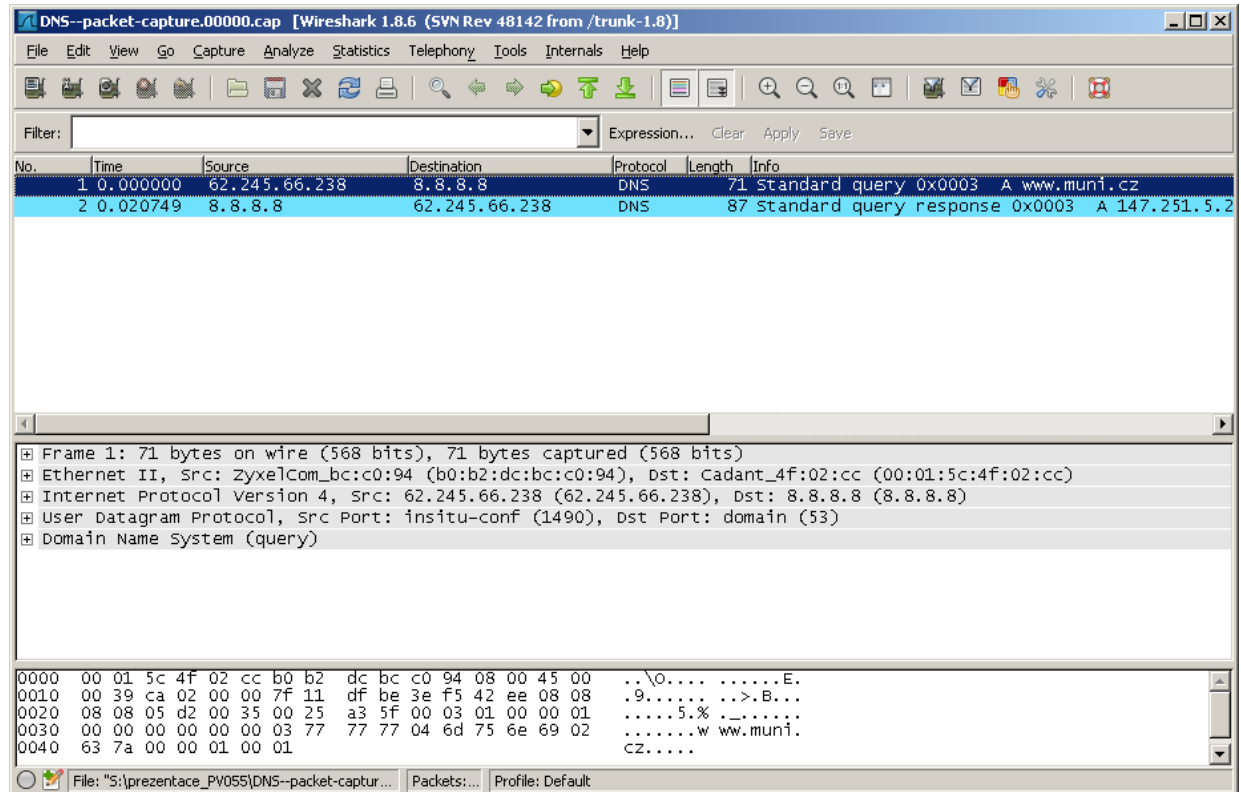 DNS--packet-capture.00000.cap [Wireshark 1.8.6 (SVN Rev 48142 from /trunk-1.8)]
File Edit View Go Capture Analyze Statistics Telephony Tools Internals Help
Filter: Expression... Clear Apply Save
No. Time Source Destination Protocol Length Info
1 0.000000 62.245.66.238 8.8.8.8 DNS 71 Standard query 0x0003 A www.muni.cz
2 0.020749 8.8.8.8 62.245.66.238 DNS 87 Standard query response 0x0003 A 147.251.5.2
Frame 1: 71 bytes on wire (568 bits), 71 bytes captured (568 bits)
Ethernet II, Src: ZyxelCom_bc:c0:94 (b0:b2:dc:bc:c0:94), Dst: Cadant_4f:02:cc (00:01:5c:4f:02:cc)
Internet Protocol Version 4, Src: 62.245.66.238 (62.245.66.238), Dst: 8.8.8.8 (8.8.8.8)
User Datagram Protocol, Src Port: insitu-conf (1490), Dst Port: domain (53)
Domain Name System (query)
0000 00 01 5c 4f 02 cc b0 b2 dc bc c0 94 08 00 45 00 ..\O.... ......E.
0010 00 39 ca 02 00 00 7f 11 df be 3e f5 42 ee 08 08 .9...... ..>.B...
0020 08 08 05 d2 00 35 00 25 a3 5f 00 03 01 00 00 01 .....5.% ._......
0030 00 00 00 00 00 00 03 77 77 77 04 6d 75 6e 69 02 .......w ww.muni.
0040 63 7a 00 00 01 00 01 cz.....
File: "S:\prezentace_PV055\DNS--packet-captur... Packets:... Profile: Default